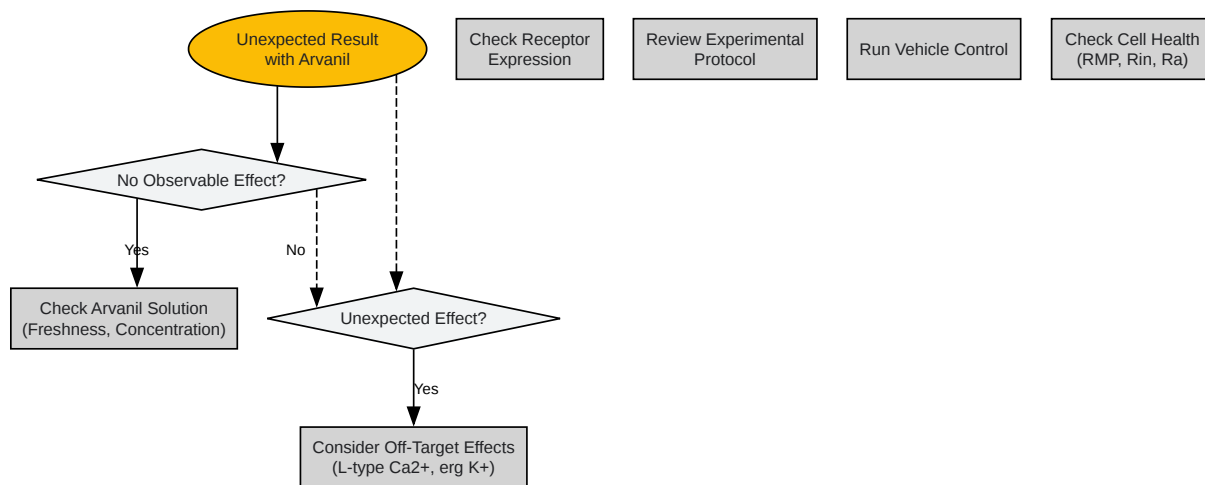 Unexpected Result
with Arvanil
Check Receptor
Expression
Review Experimental
Protocol
Run Vehicle Control
Check Cell Health
(RMP, Rin, Ra)
No Observable Effect?
Yes
No
Check Arvanil Solution
(Freshness, Concentration)
Unexpected Effect?
Yes
Consider Off-Target Effects
(L-type Ca2+, erg K+)